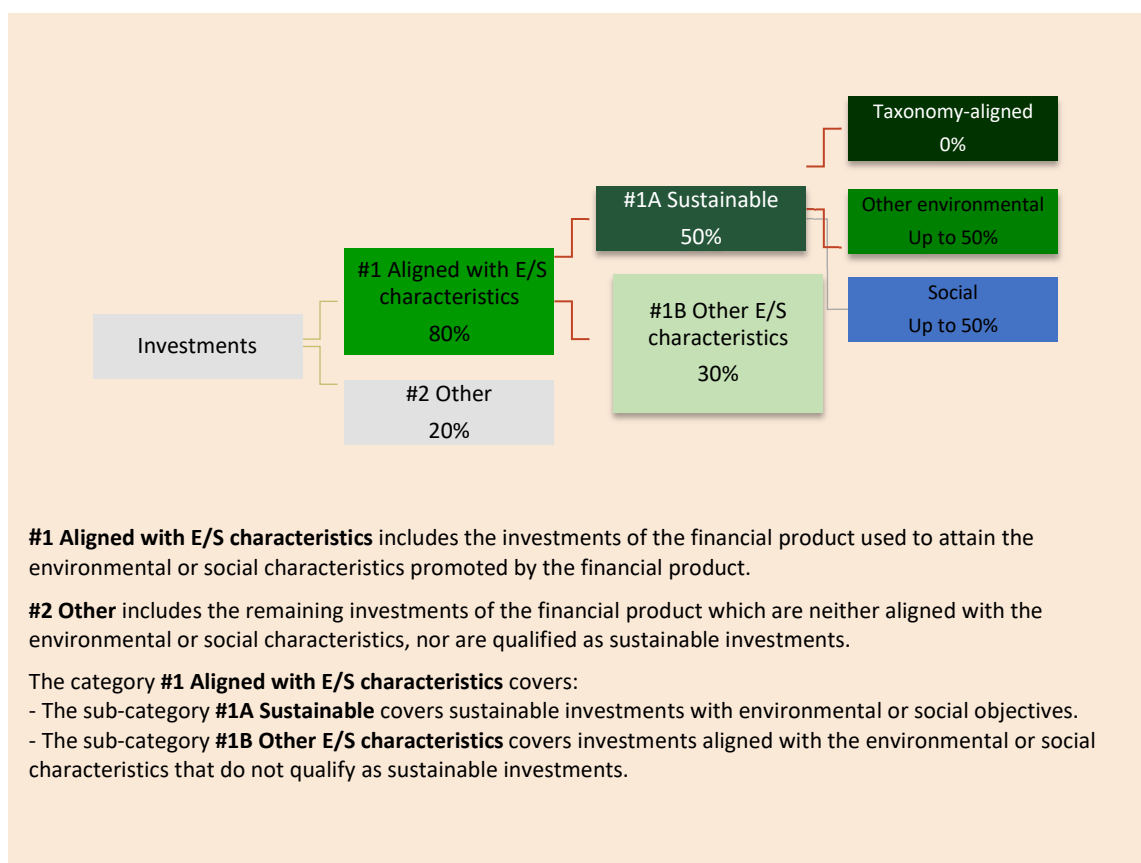 Taxonomy-aligned
0%
#1A Sustainable
50%
Other environmental
Up to 50%
#1 Aligned with E/S
characteristics
80%
#1B Other E/S
characteristics
30%
Social
Up to 50%
Investments
#2 Other
20%
#1 Aligned with E/S characteristics includes the investments of the financial product used to attain the
environmental or social characteristics promoted by the financial product.
#2 Other includes the remaining investments of the financial product which are neither aligned with the
environmental or social characteristics, nor are qualified as sustainable investments.
The category #1 Aligned with E/S characteristics covers:
- The sub-category #1A Sustainable covers sustainable investments with environmental or social objectives.
- The sub-category #1B Other E/S characteristics covers investments aligned with the environmental or social
characteristics that do not qualify as sustainable investments.